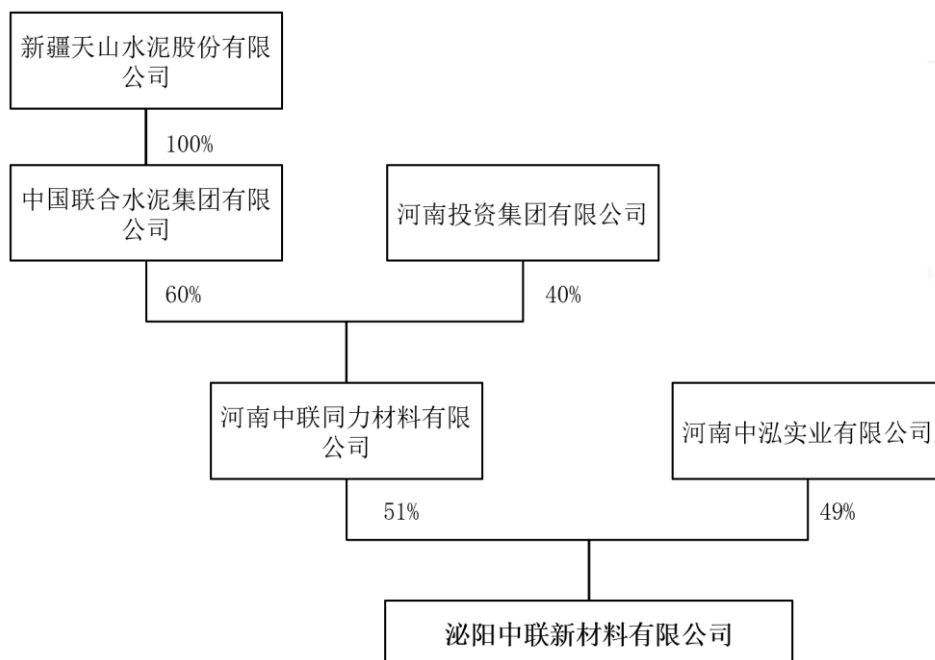 新疆天山水泥股份有限
公司
100%
中国联合水泥集团有限
公司
河南投资集团有限公司
60%
40%
河南中联同力材料有限
公司
河南中泓实业有限公司
51%
49%
泌阳中联新材料有限公司